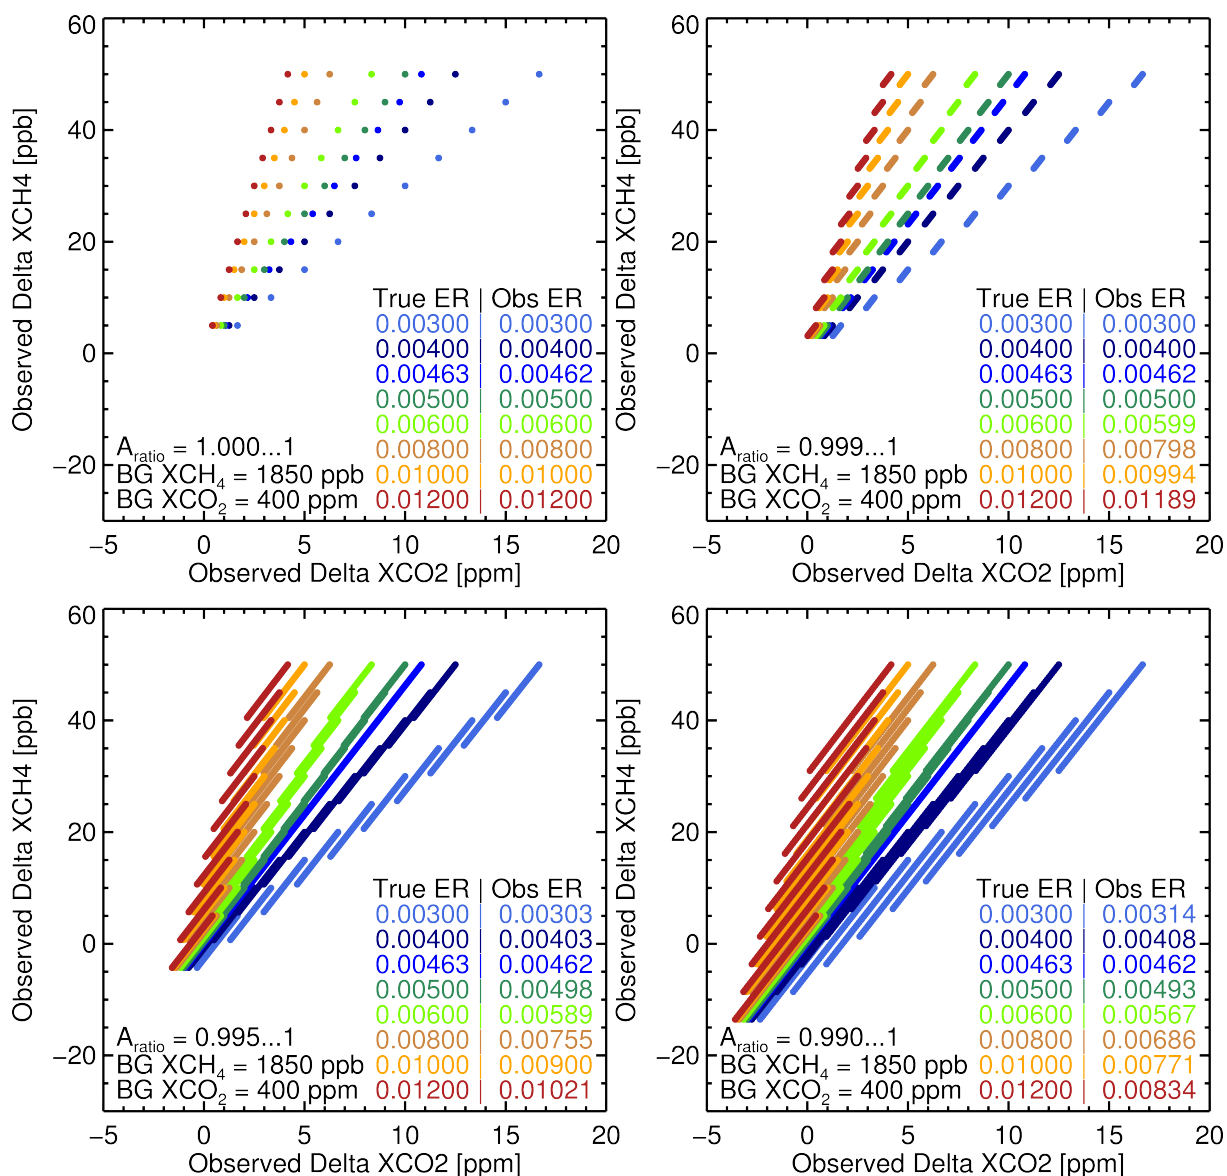 60
40
20
0
−20
Observed Delta XCH4 [ppb]
True ER | Obs ER
0.00300 | 0.00300
0.00400 | 0.00400
0.00463 | 0.00462
0.00500 | 0.00500
0.00600 | 0.00600
0.00800 | 0.00800
0.01000 | 0.01000
0.01200 | 0.01200
A_ratio = 1.000...1
BG XCH_4 = 1850 ppb
BG XCO_2 = 400 ppm
−5 0 5 10 15 20
Observed Delta XCO2 [ppm]
60
40
20
0
−20
Observed Delta XCH4 [ppb]
True ER | Obs ER
0.00300 | 0.00300
0.00400 | 0.00400
0.00463 | 0.00462
0.00500 | 0.00500
0.00600 | 0.00599
0.00800 | 0.00798
0.01000 | 0.00994
0.01200 | 0.01189
A_ratio = 0.999...1
BG XCH_4 = 1850 ppb
BG XCO_2 = 400 ppm
−5 0 5 10 15 20
Observed Delta XCO2 [ppm]
60
40
20
0
−20
Observed Delta XCH4 [ppb]
True ER | Obs ER
0.00300 | 0.00303
0.00400 | 0.00403
0.00463 | 0.00462
0.00500 | 0.00498
0.00600 | 0.00589
0.00800 | 0.00755
0.01000 | 0.00900
0.01200 | 0.01021
A_ratio = 0.995...1
BG XCH_4 = 1850 ppb
BG XCO_2 = 400 ppm
−5 0 5 10 15 20
Observed Delta XCO2 [ppm]
60
40
20
0
−20
Observed Delta XCH4 [ppb]
True ER | Obs ER
0.00300 | 0.00314
0.00400 | 0.00408
0.00463 | 0.00462
0.00500 | 0.00493
0.00600 | 0.00567
0.00800 | 0.00686
0.01000 | 0.00771
0.01200 | 0.00834
A_ratio = 0.990...1
BG XCH_4 = 1850 ppb
BG XCO_2 = 400 ppm
−5 0 5 10 15 20
Observed Delta XCO2 [ppm]